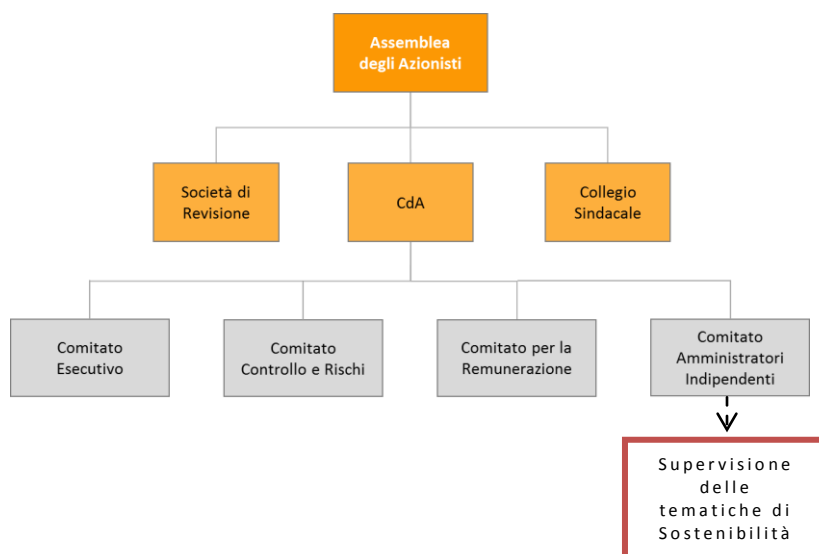 Assemblea
degli Azionisti
Società di
Revisione
CdA
Collegio
Sindacale
Comitato
Esecutivo
Comitato
Controllo e Rischi
Comitato per la
Remunerazione
Comitato
Amministratori
Indipendenti
Supervisione
delle
tematiche di
Sostenibilità